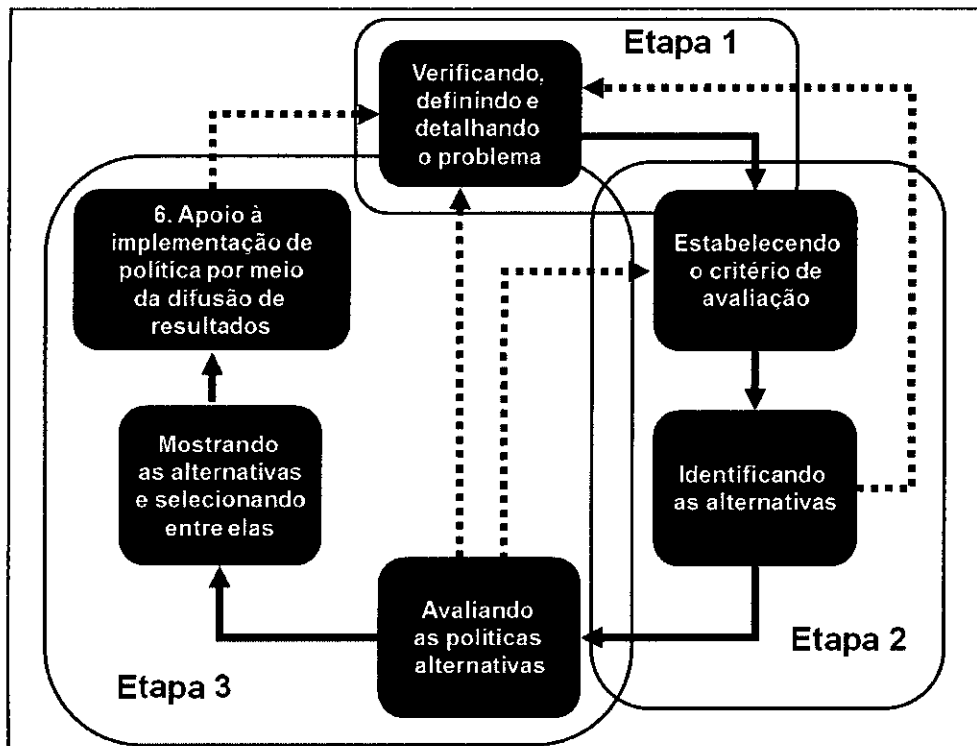 Etapa 1
Verificando,
definindo e
detalhando
o problema
6. Apoio à
implementação de
política por meio
da difusão de
resultados
Estabelecendo
o critério de
avaliação
Mostrando
as alternativas
e selecionando
entre elas
Identificando
as alternativas
Avaliando
as políticas
alternativas
Etapa 2
Etapa 3